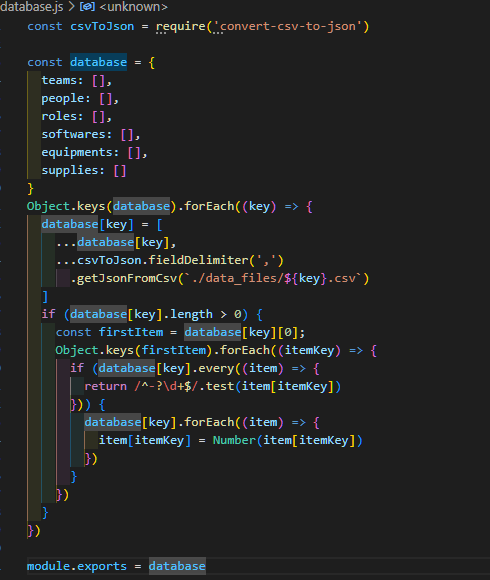 database.js > <unknown>
const csvToJson = require('convert-csv-to-json')
const database = {
  teams: [],
  people: [],
  roles: [],
  softwares: [],
  equipments: [],
  supplies: []
}
Object.keys(database).forEach((key) => {
  database[key] = [
    ...database[key],
    ...csvToJson.fieldDelimiter(',')
      .getJsonFromCsv(`./data_files/${key}.csv`)
  ]
  if (database[key].length > 0) {
    const firstItem = database[key][0];
    Object.keys(firstItem).forEach((itemKey) => {
      if (database[key].every((item) => {
        return /^-?\d+$/.test(item[itemKey])
      })) {
        database[key].forEach((item) => {
          item[itemKey] = Number(item[itemKey])
        })
      }
    })
  }
})
module.exports = database